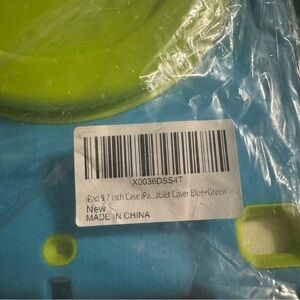 X0036DSS4T
iPad 9.7 inch Case iPa...ablet Cover Blue+Green
New
MADE IN CHINA